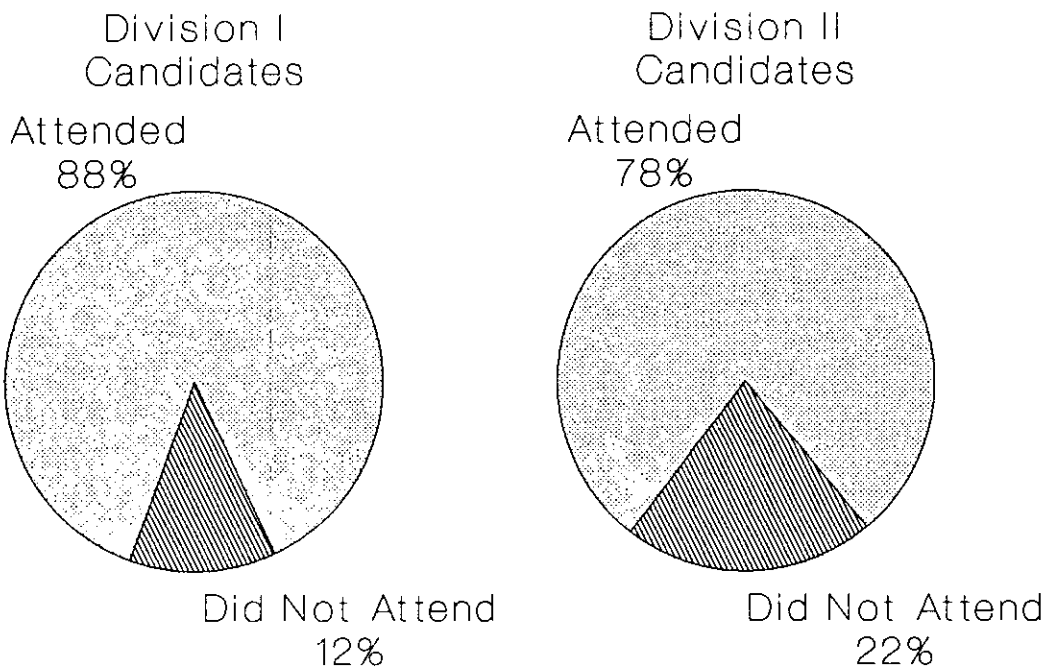 Division I
Candidates
Attended
88%
Did Not Attend
12%
Division II
Candidates
Attended
78%
Did Not Attend
22%